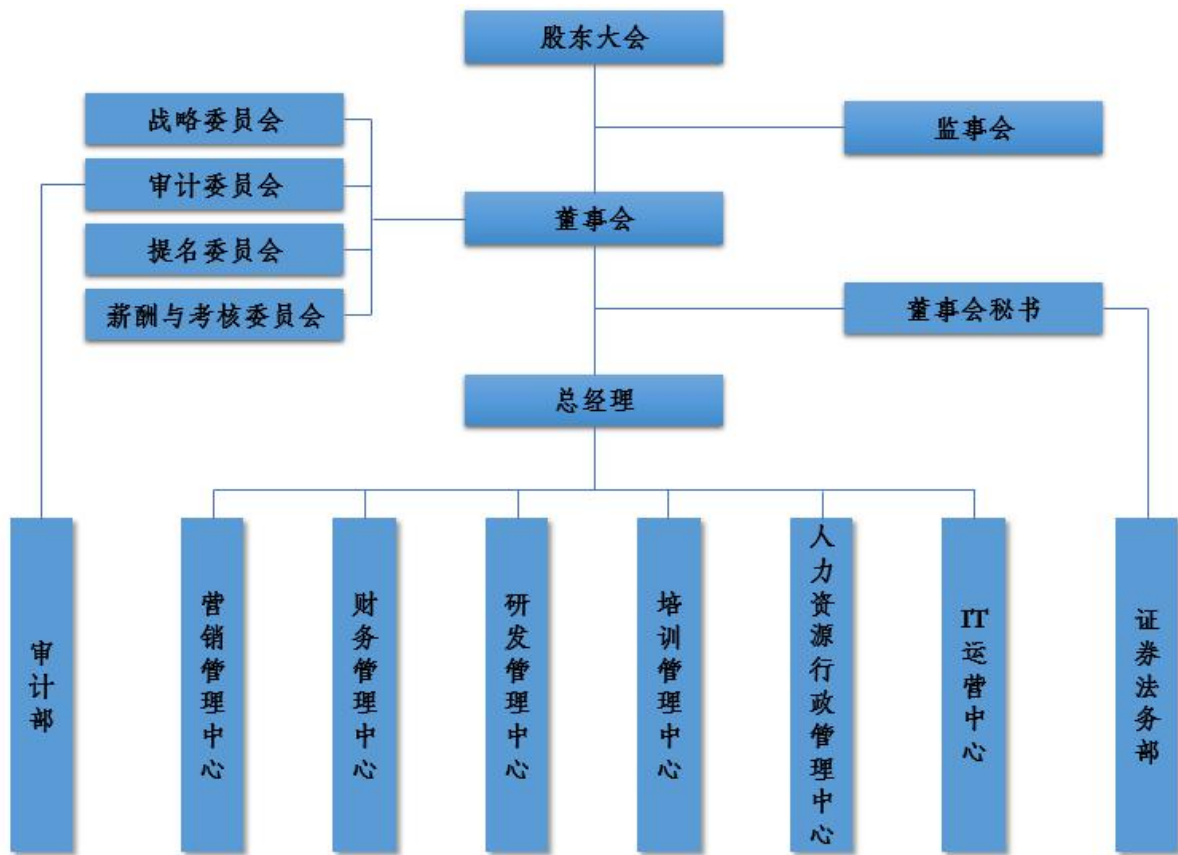 股东大会
战略委员会
监事会
审计委员会
董事会
提名委员会
薪酬与考核委员会
董事会秘书
总经理
审计部
营销管理中心
财务管理中心
研发管理中心
培训管理中心
人力资源行政管理中心
IT运营中心
证券法务部